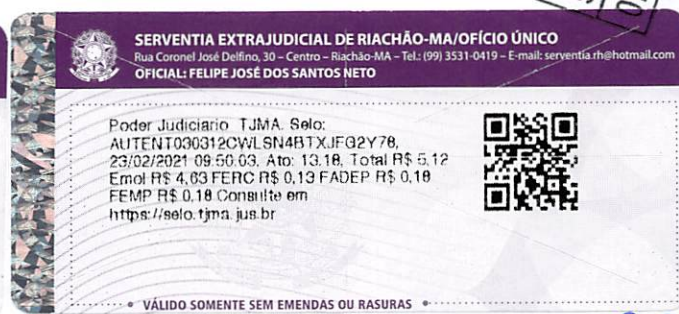 SERVENTIA EXTRAJUDICIAL DE RIACHÃO-MA/OFÍCIO ÚNICO
Rua Coronel José Delfino, 30 – Centro – Riachão-MA – Tel.: (99) 3531-0419 – E-mail: serventia.rh@hotmail.com
OFICIAL: FELIPE JOSÉ DOS SANTOS NETO
Poder Judiciario TJMA. Selo:
AUTENT030312CWLSN4BTXJFG2Y78,
23/02/2021 09:50:03, Ato: 13.18, Total R$ 5,12
Emol R$ 4,63 FERC R$ 0,13 FADEP R$ 0,18
FEMP R$ 0,18 Consulte em
https://selo.tjma.jus.br
VÁLIDO SOMENTE SEM EMENDAS OU RASURAS